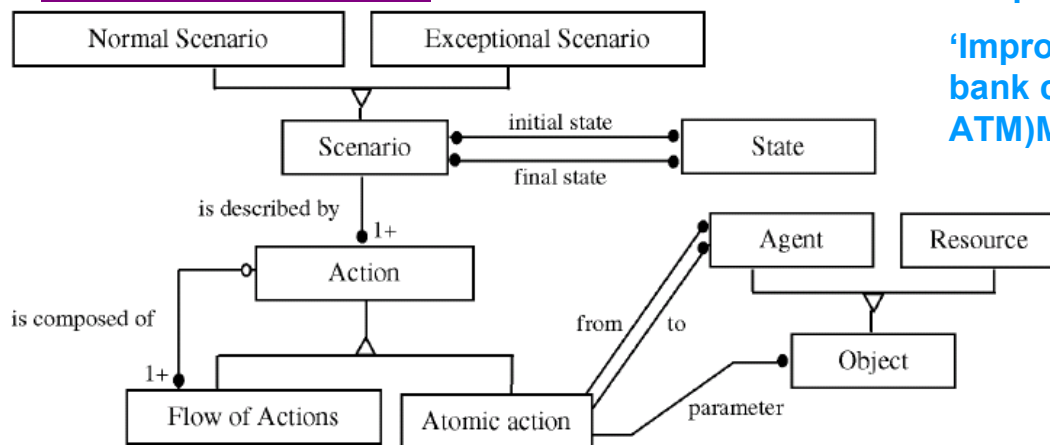 Normal Scenario
Exceptional Scenario
‘Impro
bank c
ATM)M
Scenario
initial state
State
final state
is described by
1+
Agent
Resource
Action
is composed of
from
to
Object
1+
Flow of Actions
Atomic action
parameter